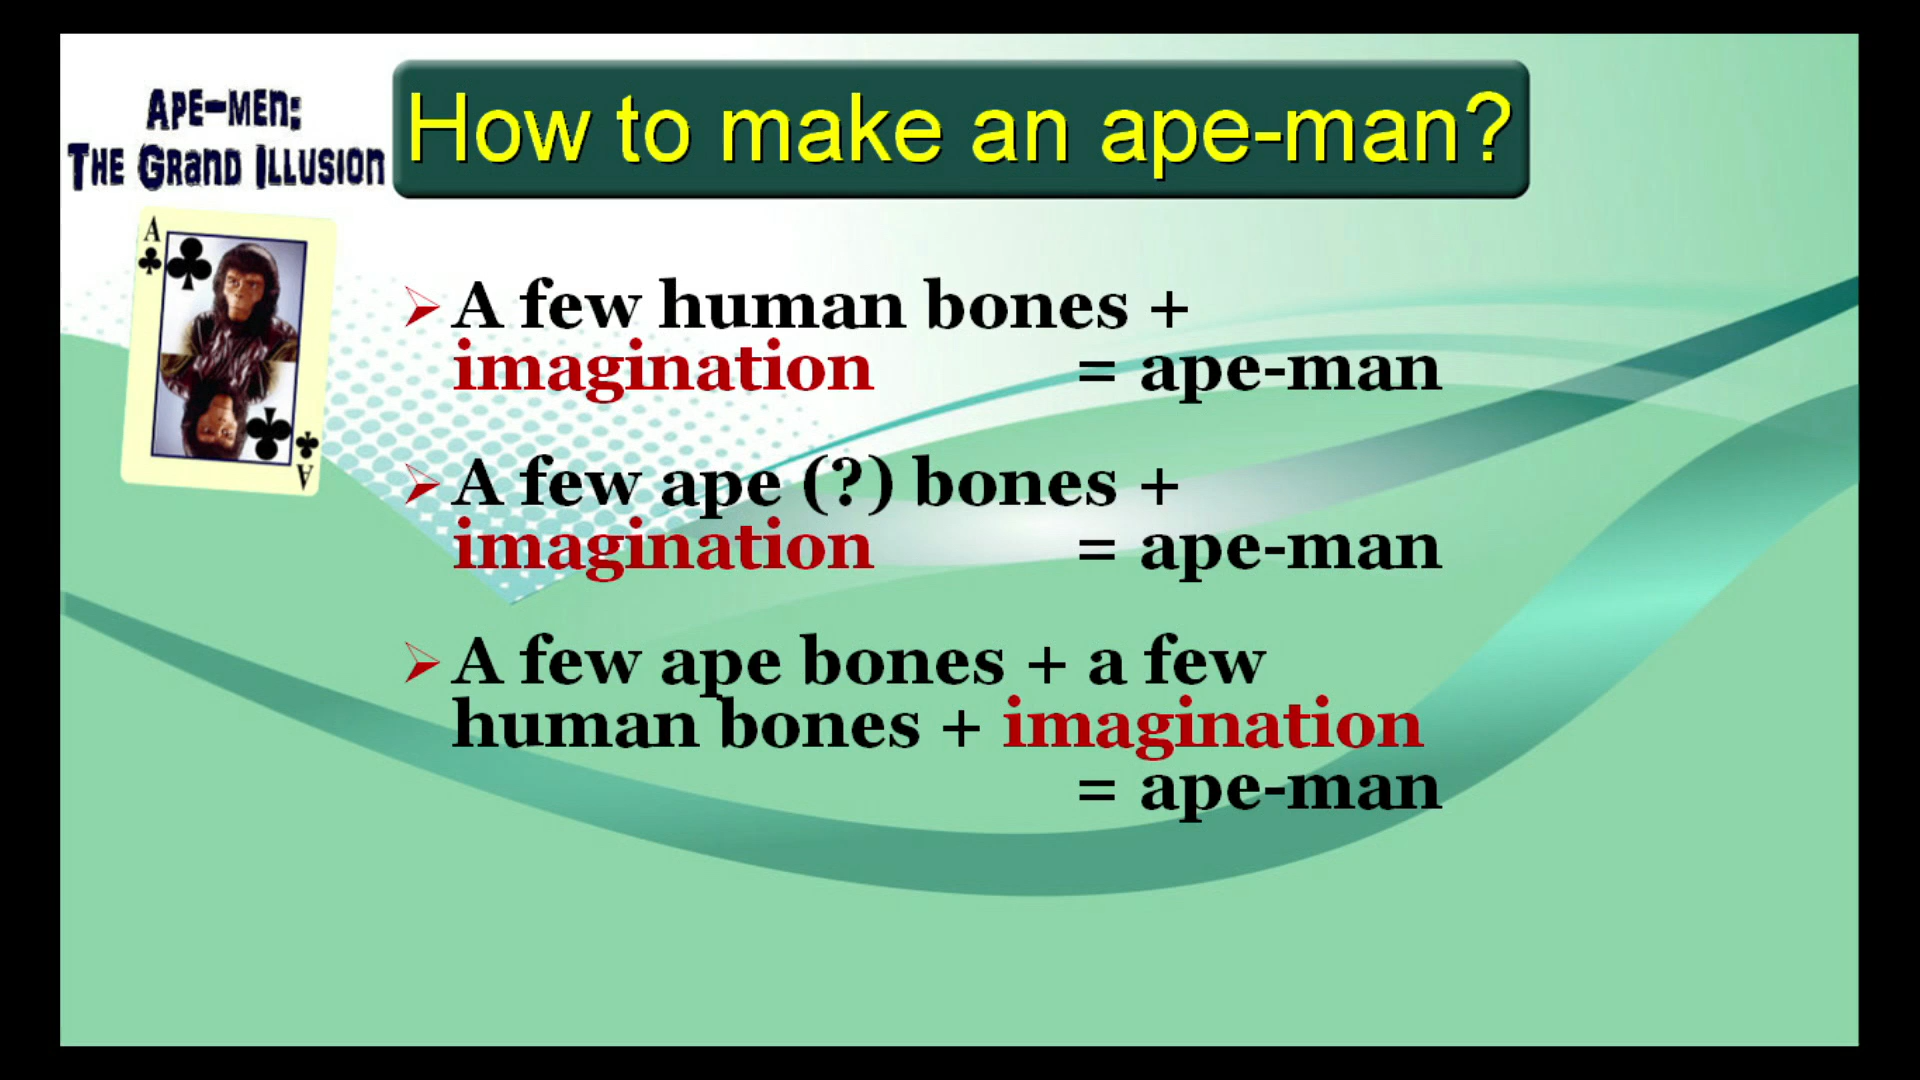 Ape-men:
The Grand Illusion
How to make an ape-man?
A
A
A few human bones +
imagination = ape-man
A few ape (?) bones +
imagination = ape-man
A few ape bones + a few
human bones + imagination
= ape-man